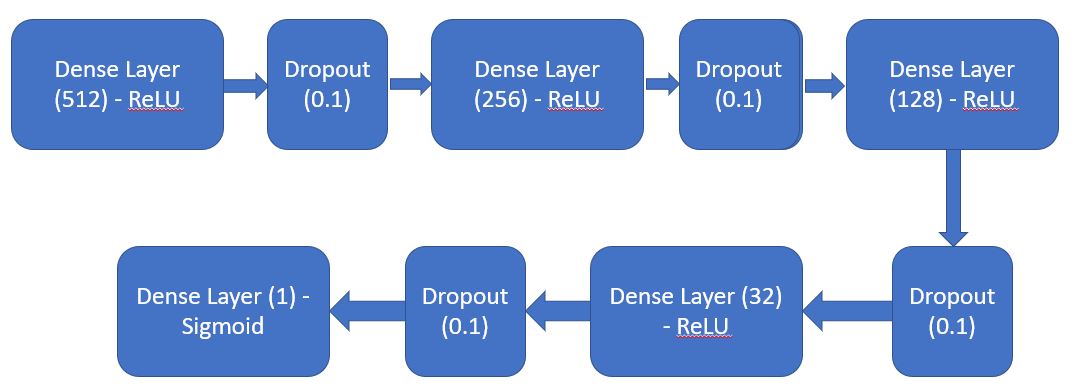 Dense Layer
(512) - ReLU
Dropout
(0.1)
Dense Layer
(256) - ReLU
Dropout
(0.1)
Dense Layer
(128) - ReLU
Dropout
(0.1)
Dense Layer (32)
- ReLU
Dropout
(0.1)
Dense Layer (1) -
Sigmoid